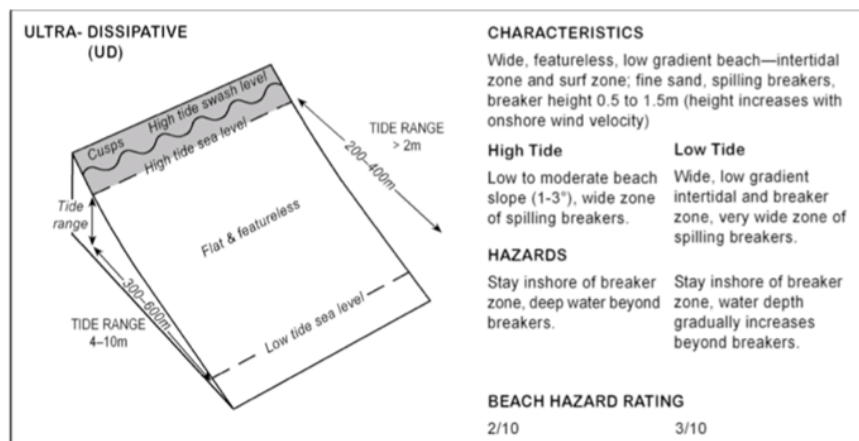 ULTRA- DISSIPATIVE
(UD)
Cusps
High tide swash level
High tide sea level
TIDE RANGE
> 2m
200–400m
Tide
range
Flat & featureless
300–600m
TIDE RANGE
4–10m
Low tide sea level
CHARACTERISTICS
Wide, featureless, low gradient beach—intertidal
zone and surf zone; fine sand, spilling breakers,
breaker height 0.5 to 1.5m (height increases with
onshore wind velocity)
High Tide
Low to moderate beach
slope (1-3°), wide zone
of spilling breakers.
Low Tide
Wide, low gradient
intertidal and breaker
zone, very wide zone of
spilling breakers.
HAZARDS
Stay inshore of breaker
zone, deep water beyond
breakers.
Stay inshore of breaker
zone, water depth
gradually increases
beyond breakers.
BEACH HAZARD RATING
2/10
3/10